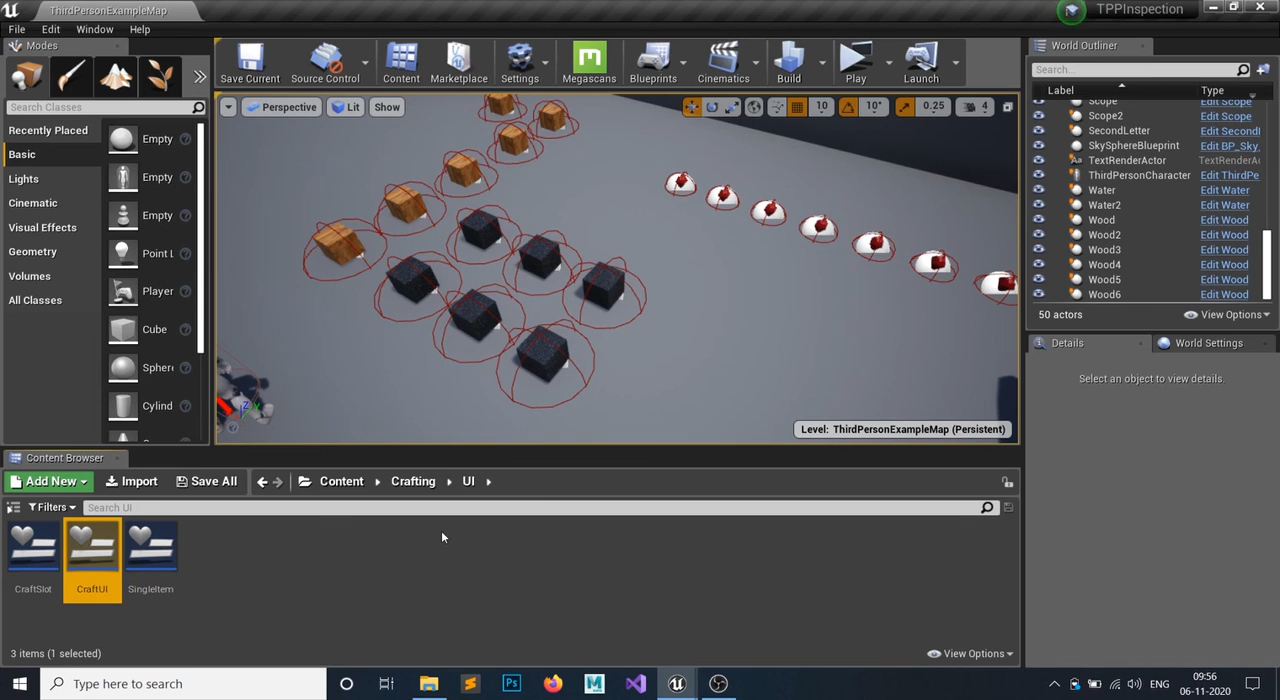 ThirdPersonExampleMap
TPPInspection
File Edit Window Help
Modes
Search Classes
Recently Placed
Basic
Lights
Cinematic
Visual Effects
Geometry
Volumes
All Classes
Empty
Empty
Empty
Point L
Player
Cube
Sphere
Cylind
Save Current
Source Control
Content
Marketplace
Settings
Megascans
Blueprints
Cinematics
Build
Play
Launch
Perspective
Lit
Show
10
10°
0.25
4
Level: ThirdPersonExampleMap (Persistent)
World Outliner
Search...
Label Type
Scope Edit Scope
Scope2 Edit Scope
SecondLetter Edit Secondl
SkySphereBlueprint Edit BP_Sky
TextRenderActor TextRenderA
ThirdPersonCharacter Edit ThirdPe
Water Edit Water
Water2 Edit Water
Wood Edit Wood
Wood2 Edit Wood
Wood3 Edit Wood
Wood4 Edit Wood
Wood5 Edit Wood
Wood6 Edit Wood
50 actors
View Options
Details
World Settings
Select an object to view details.
Content Browser
Add New
Import
Save All
Content
Crafting
UI
Filters
Search UI
CraftSlot
CraftUI
SingleItem
3 items (1 selected)
View Options
Type here to search
ENG
09:56
06-11-2020